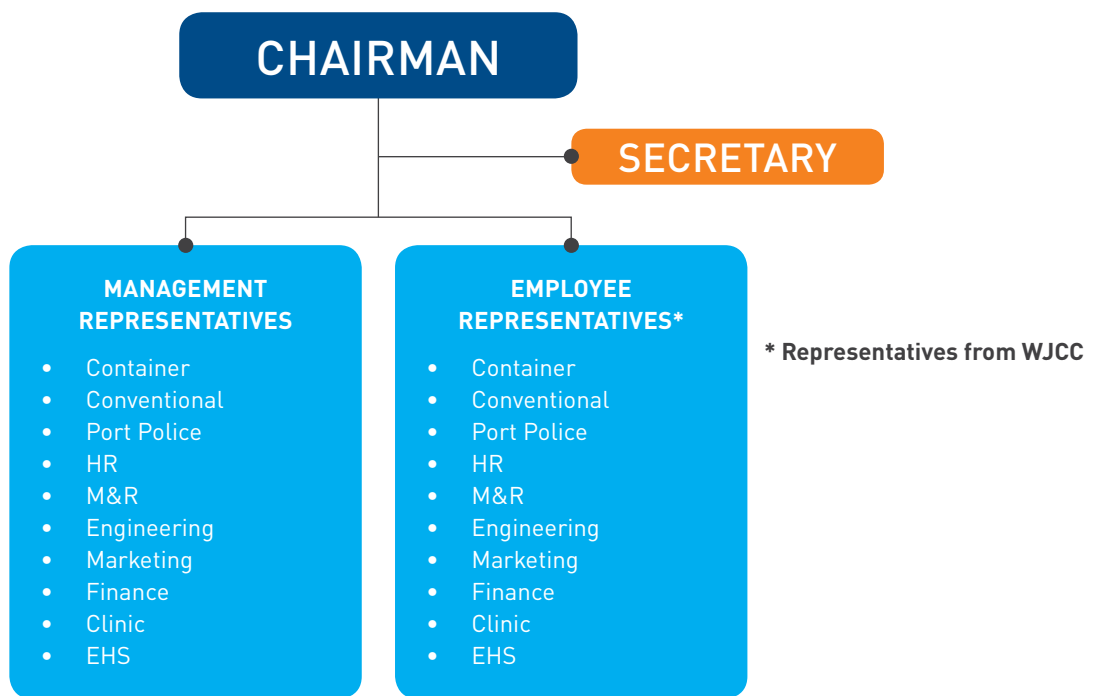 CHAIRMAN
SECRETARY
MANAGEMENT
REPRESENTATIVES
• Container
• Conventional
• Port Police
• HR
• M&R
• Engineering
• Marketing
• Finance
• Clinic
• EHS
EMPLOYEE
REPRESENTATIVES*
• Container
• Conventional
• Port Police
• HR
• M&R
• Engineering
• Marketing
• Finance
• Clinic
• EHS
* Representatives from WJCC